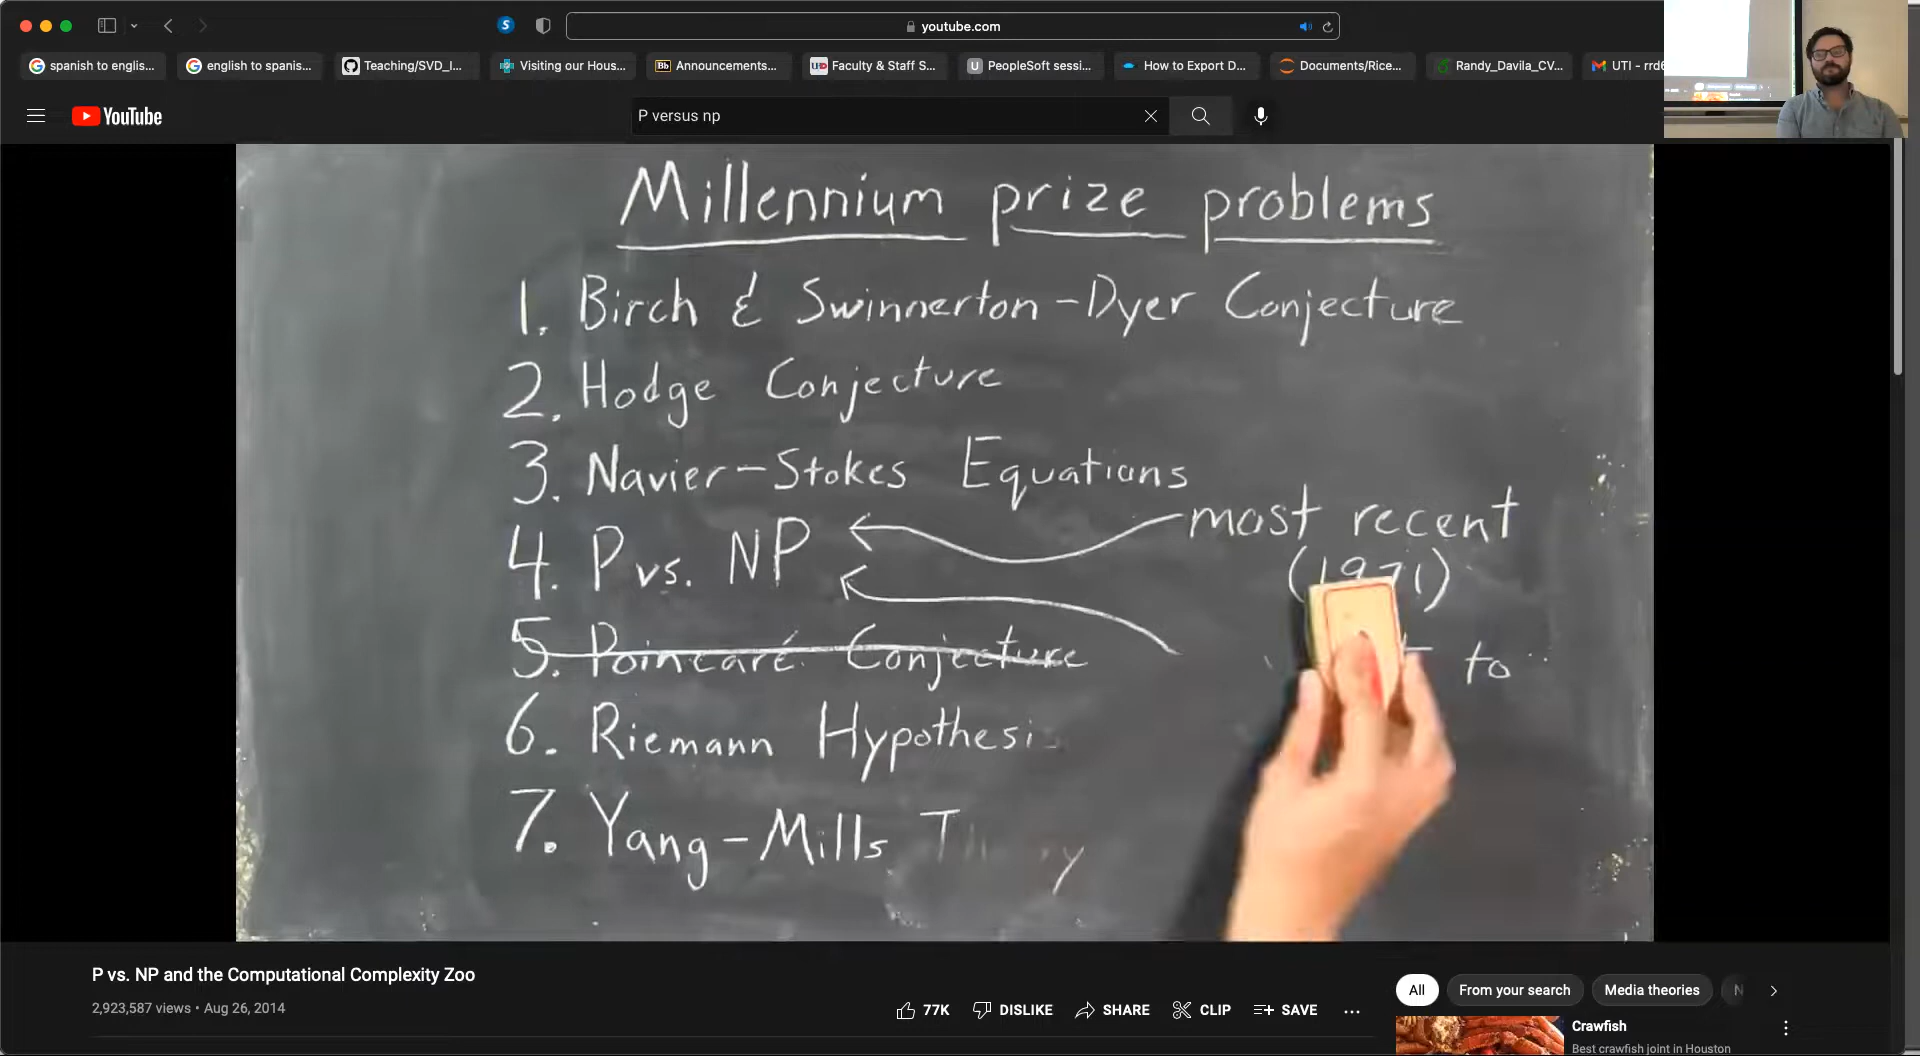 youtube.com
spanish to englis...
english to spanis...
Teaching/SVD_I...
Visiting our Hous...
Announcements...
Faculty & Staff S...
PeopleSoft sessi...
How to Export D...
Documents/Rice...
Randy_Davila_CV...
UTI - rrd6
YouTube
P versus np
Millennium prize problems
1. Birch & Swinnerton-Dyer Conjecture
2. Hodge Conjecture
3. Navier-Stokes Equations
most recent
4. P vs. NP
(1971)
5. Poincaré Conjecture
to
6. Riemann Hypothesi
7. Yang-Mills
P vs. NP and the Computational Complexity Zoo
2,923,587 views • Aug 26, 2014
77K DISLIKE SHARE CLIP SAVE ...
All From your search Media theories N
Crawfish
Best crawfish joint in Houston